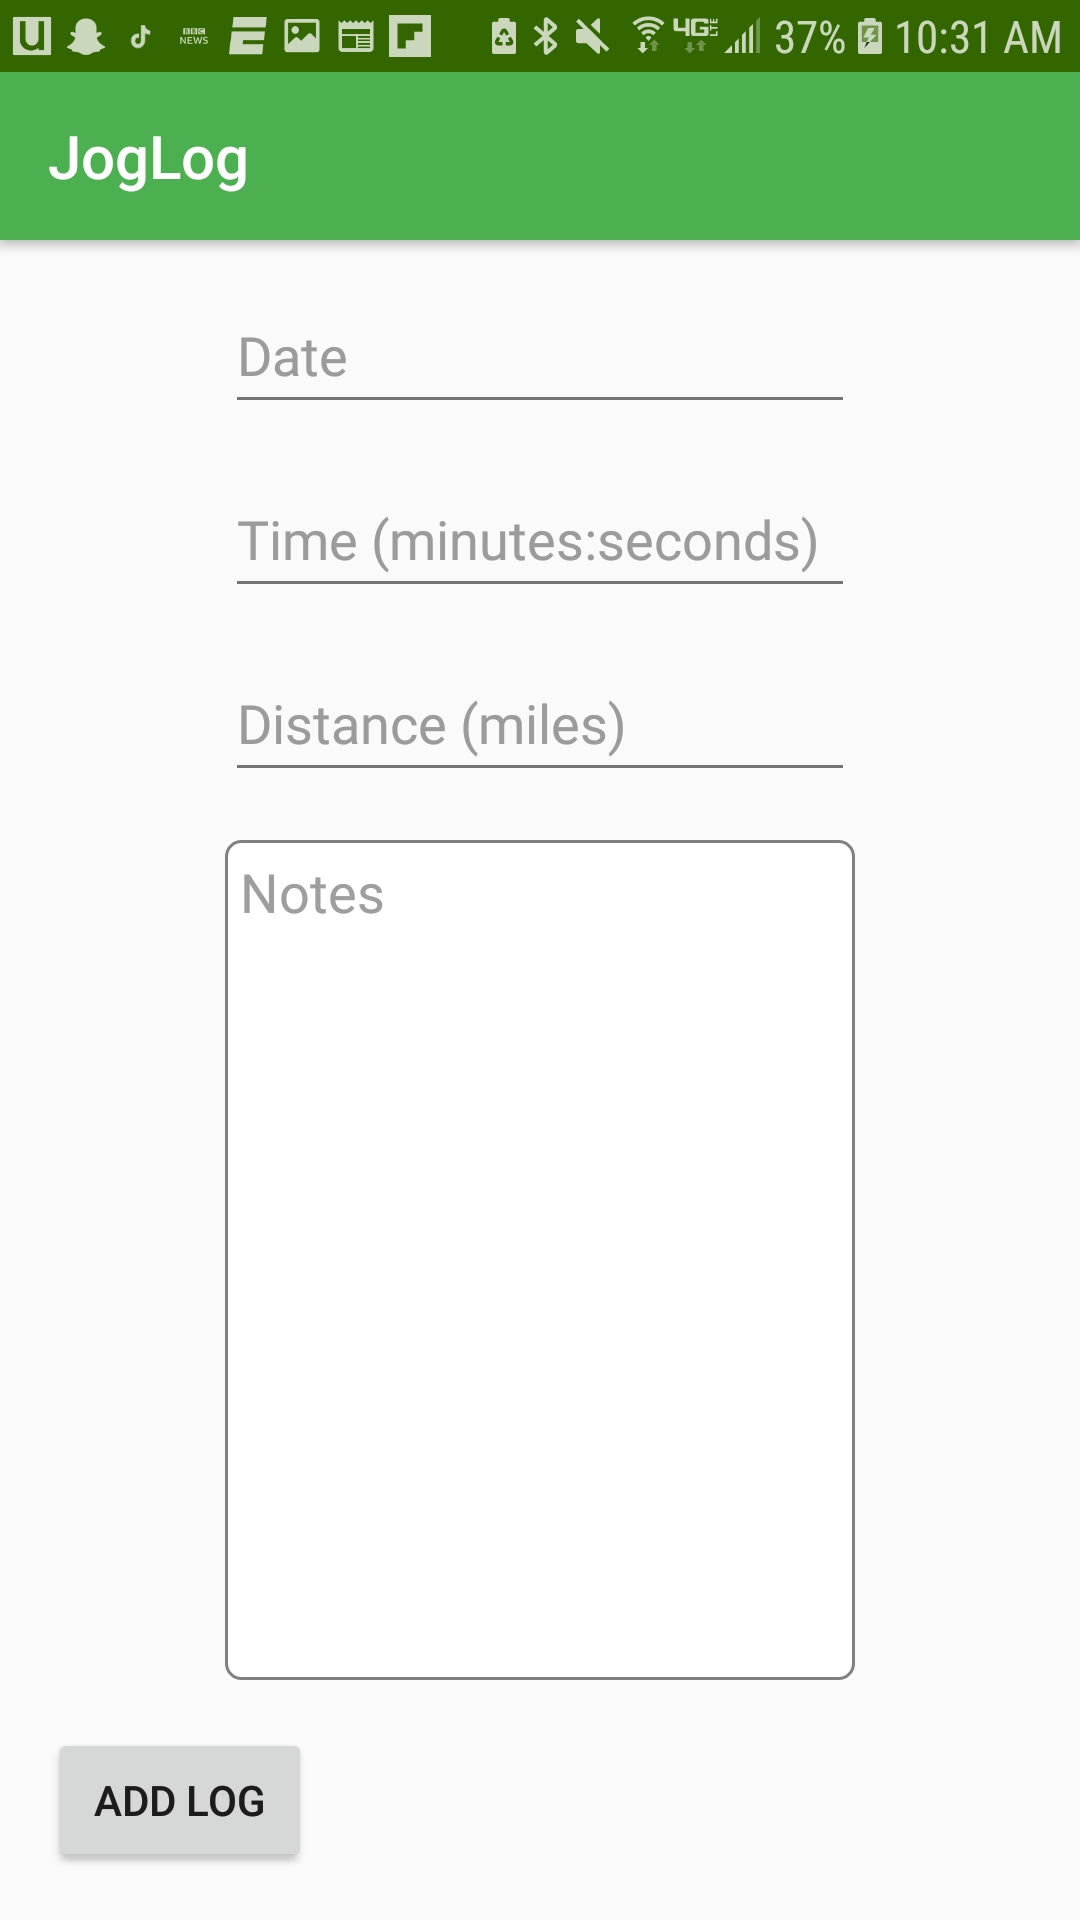 BBC
NEWS
4G LTE
37%
10:31 AM
JogLog
Date
Time (minutes:seconds)
Distance (miles)
Notes
ADD LOG